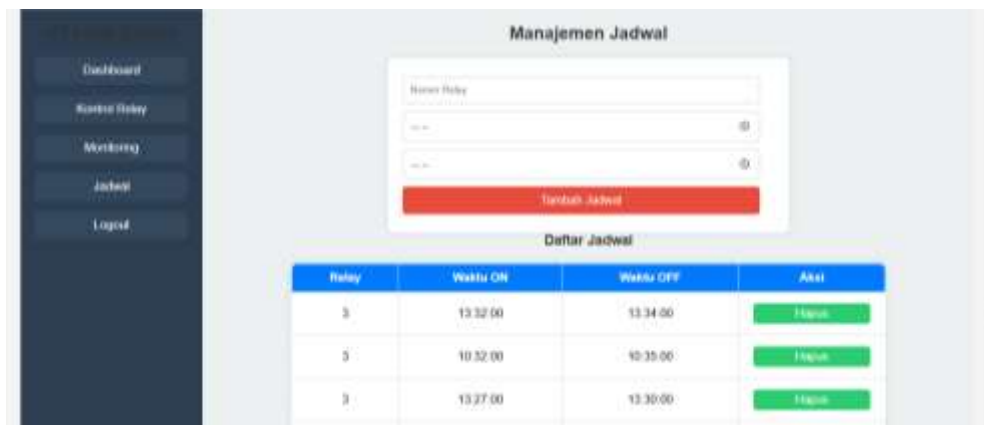 Manajemen Jadwal
Dashboard
Kontrol Relay
Monitoring
Jadwal
Logout
Nomor Relay
--:--
--:--
Tambah Jadwal
Daftar Jadwal
Relay Waktu ON Waktu OFF Aksi
3 13:32:00 13:34:00 Hapus
3 10:32:00 10:35:00 Hapus
3 13:27:00 13:30:00 Hapus